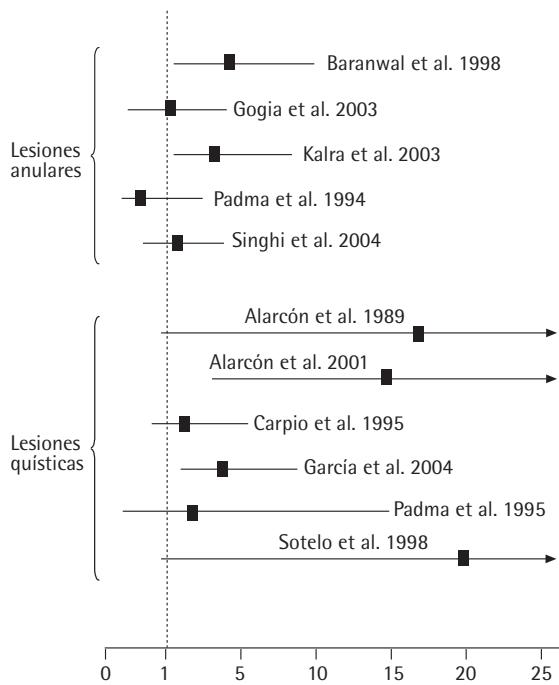 Baranwal et al. 1998
Gogia et al. 2003
Lesiones
anulares
Kalra et al. 2003
Padma et al. 1994
Singhi et al. 2004
Alarcón et al. 1989
Alarcón et al. 2001
Carpio et al. 1995
Lesiones
quísticas
García et al. 2004
Padma et al. 1995
Sotelo et al. 1998
0 1 5 10 15 20 25